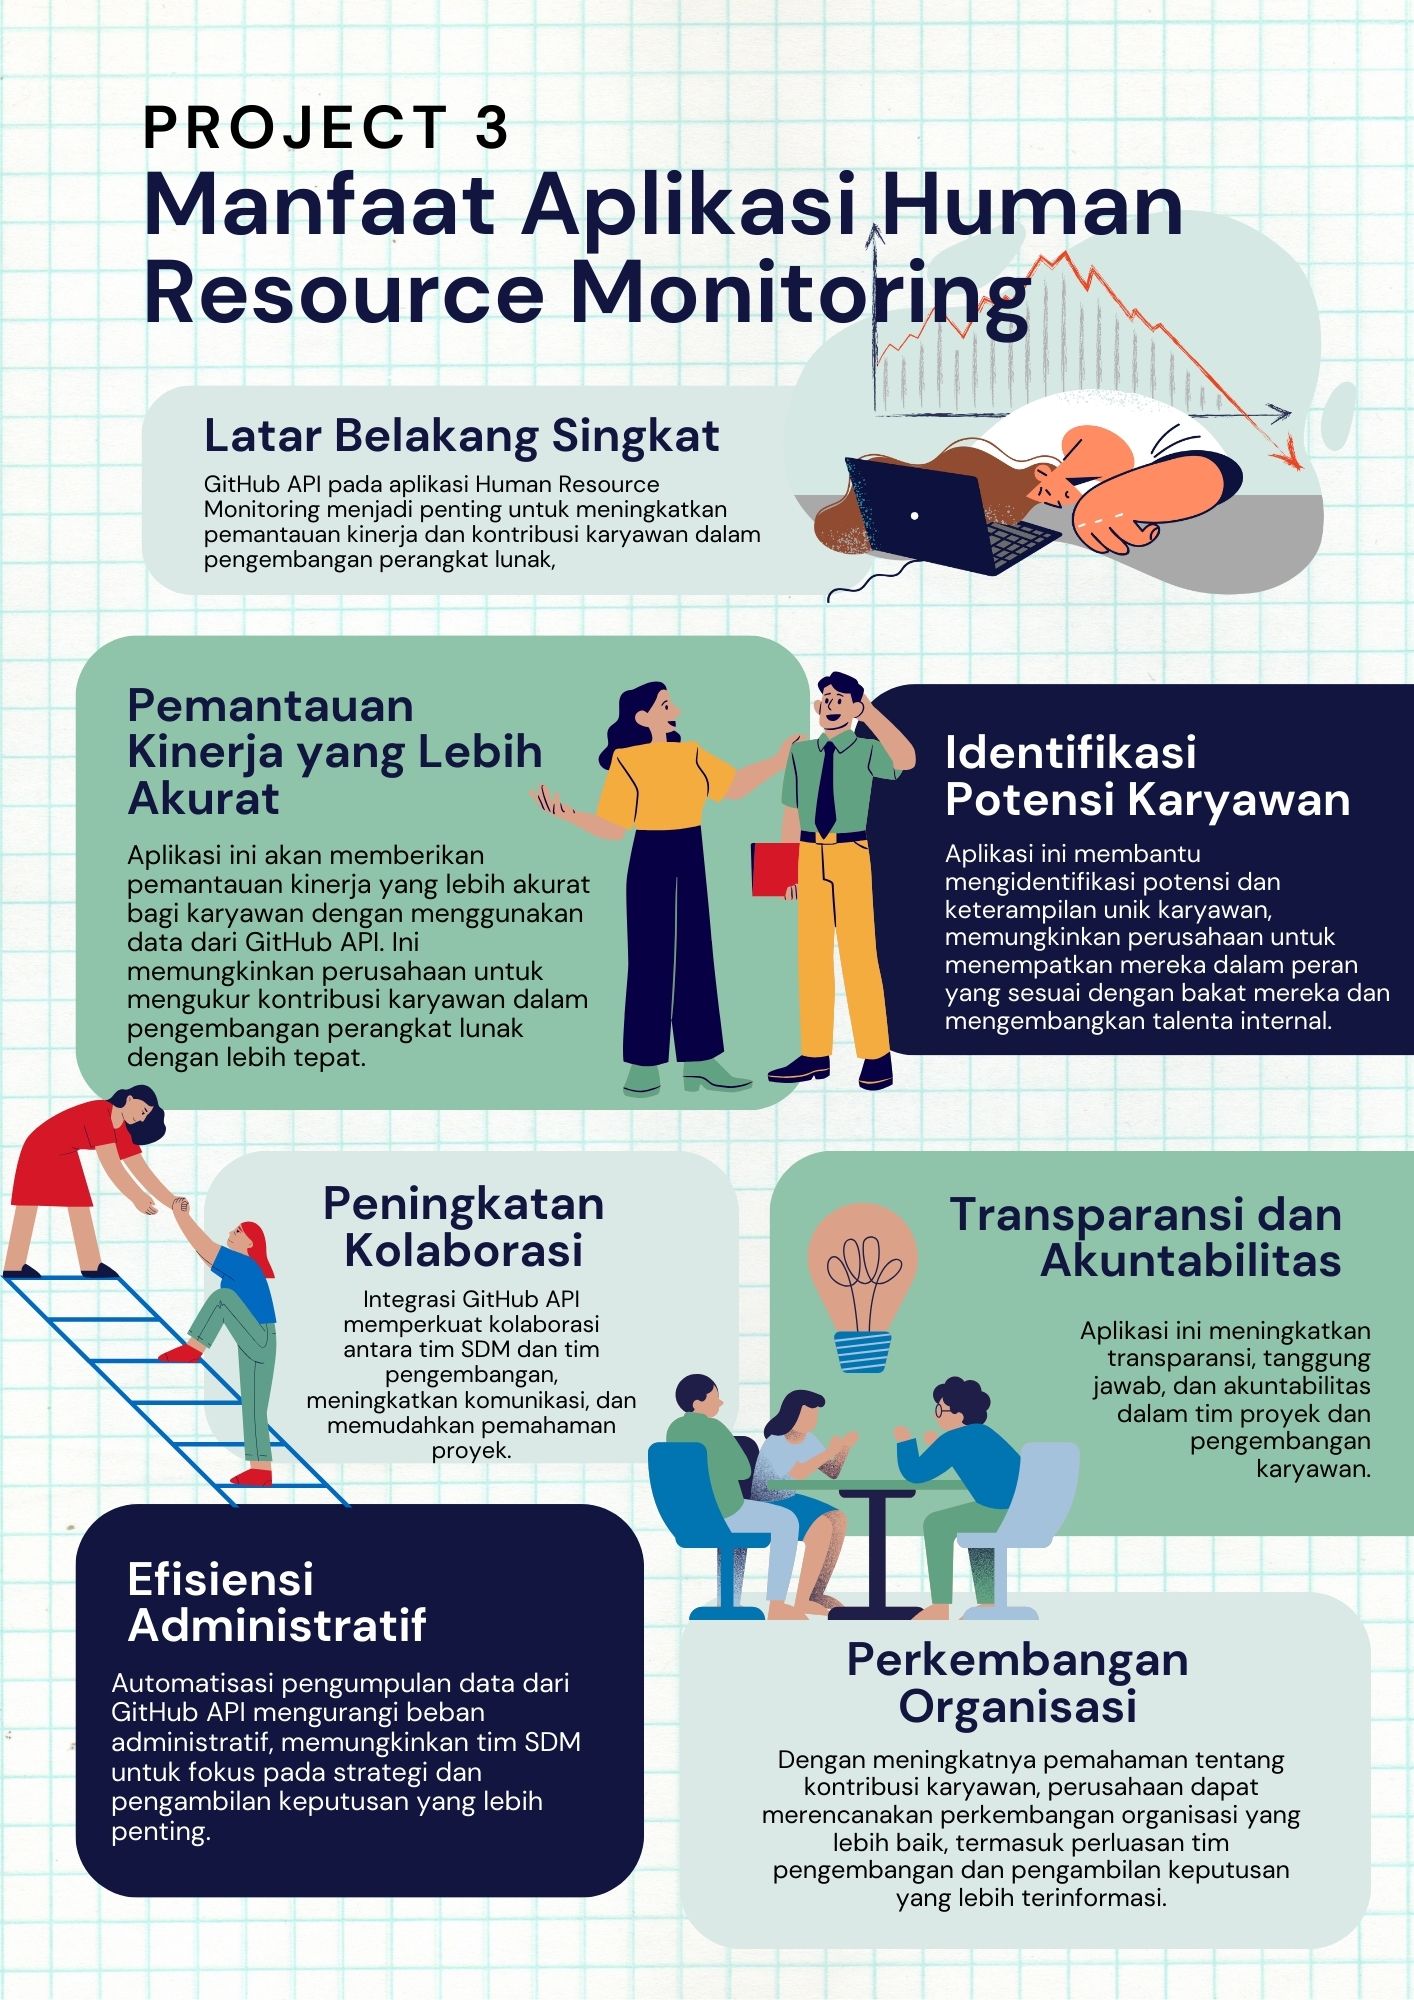 PROJECT 3
Manfaat Aplikasi Human
Resource Monitoring
Latar Belakang Singkat
GitHub API pada aplikasi Human Resource
Monitoring menjadi penting untuk meningkatkan
pemantauan kinerja dan kontribusi karyawan dalam
pengembangan perangkat lunak,
Pemantauan
Kinerja yang Lebih
Akurat
Aplikasi ini akan memberikan
pemantauan kinerja yang lebih akurat
bagi karyawan dengan menggunakan
data dari GitHub API. Ini
memungkinkan perusahaan untuk
mengukur kontribusi karyawan dalam
pengembangan perangkat lunak
dengan lebih tepat.
Identifikasi
Potensi Karyawan
Aplikasi ini membantu
mengidentifikasi potensi dan
keterampilan unik karyawan,
memungkinkan perusahaan untuk
menempatkan mereka dalam peran
yang sesuai dengan bakat mereka dan
mengembangkan talenta internal.
Peningkatan
Kolaborasi
Integrasi GitHub API
memperkuat kolaborasi
antara tim SDM dan tim
pengembangan,
meningkatkan komunikasi, dan
memudahkan pemahaman
proyek.
Transparansi dan
Akuntabilitas
Aplikasi ini meningkatkan
transparansi, tanggung
jawab, dan akuntabilitas
dalam tim proyek dan
pengembangan
karyawan.
Efisiensi
Administratif
Automatisasi pengumpulan data dari
GitHub API mengurangi beban
administratif, memungkinkan tim SDM
untuk fokus pada strategi dan
pengambilan keputusan yang lebih
penting.
Perkembangan
Organisasi
Dengan meningkatnya pemahaman tentang
kontribusi karyawan, perusahaan dapat
merencanakan perkembangan organisasi yang
lebih baik, termasuk perluasan tim
pengembangan dan pengambilan keputusan
yang lebih terinformasi.